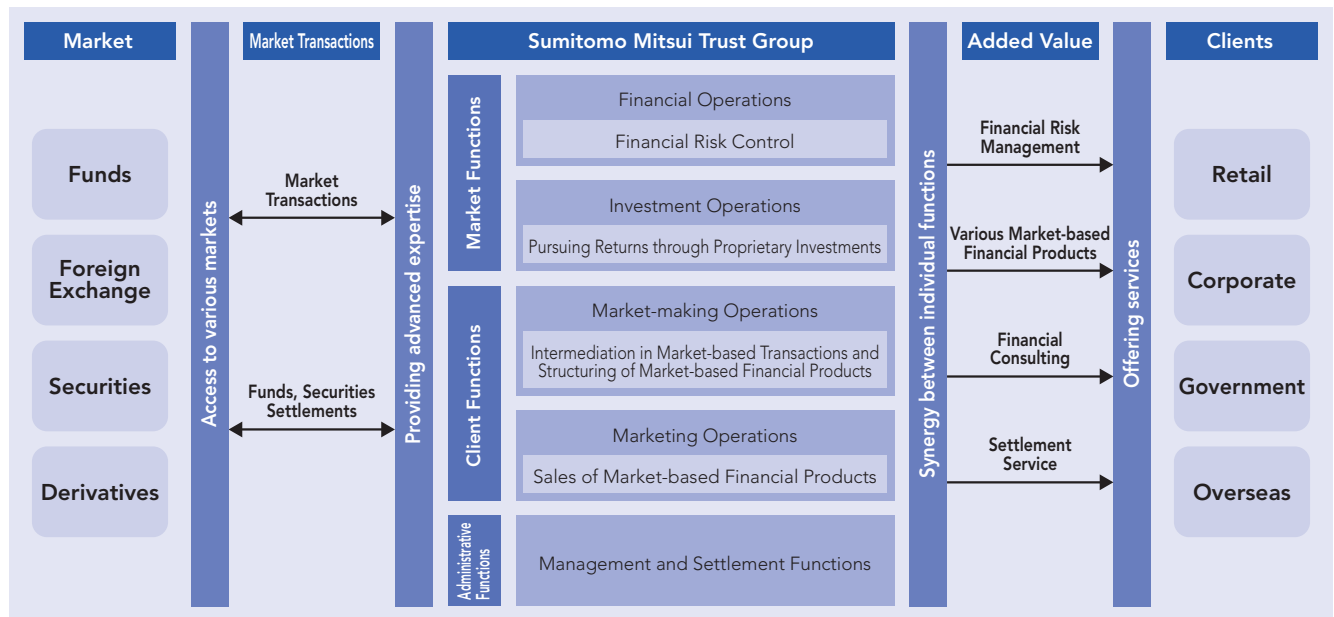 Market
Funds
Foreign
Exchange
Securities
Derivatives
Access to various markets
Market Transactions
Market
Transactions
Funds, Securities
Settlements
Providing advanced expertise
Sumitomo Mitsui Trust Group
Market Functions
Financial Operations
Financial Risk Control
Investment Operations
Pursuing Returns through Proprietary Investments
Client Functions
Market-making Operations
Intermediation in Market-based Transactions and
Structuring of Market-based Financial Products
Marketing Operations
Sales of Market-based Financial Products
Administrative
Functions
Management and Settlement Functions
Synergy between individual functions
Added Value
Financial Risk
Management
Various Market-based
Financial Products
Financial
Consulting
Settlement
Service
Offering services
Clients
Retail
Corporate
Government
Overseas